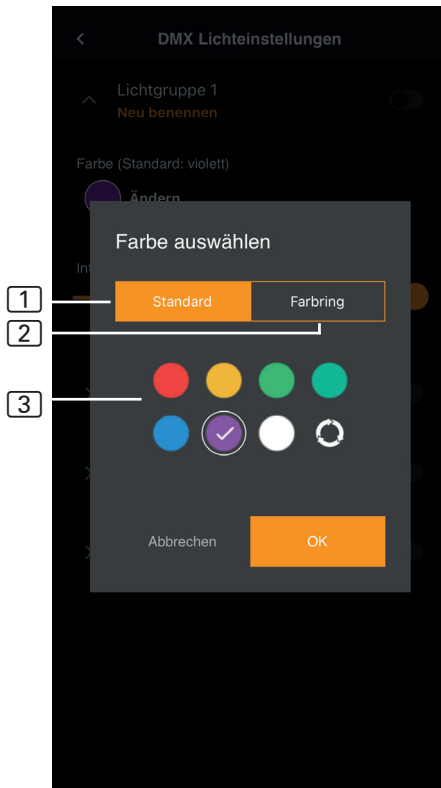 DMX Lichteinstellungen
Lichtgruppe 1
Neu benennen
Farbe (Standard: violett)
Ändern
Int
Farbe auswählen
1
Standard
Farbring
2
3
Abbrechen
OK